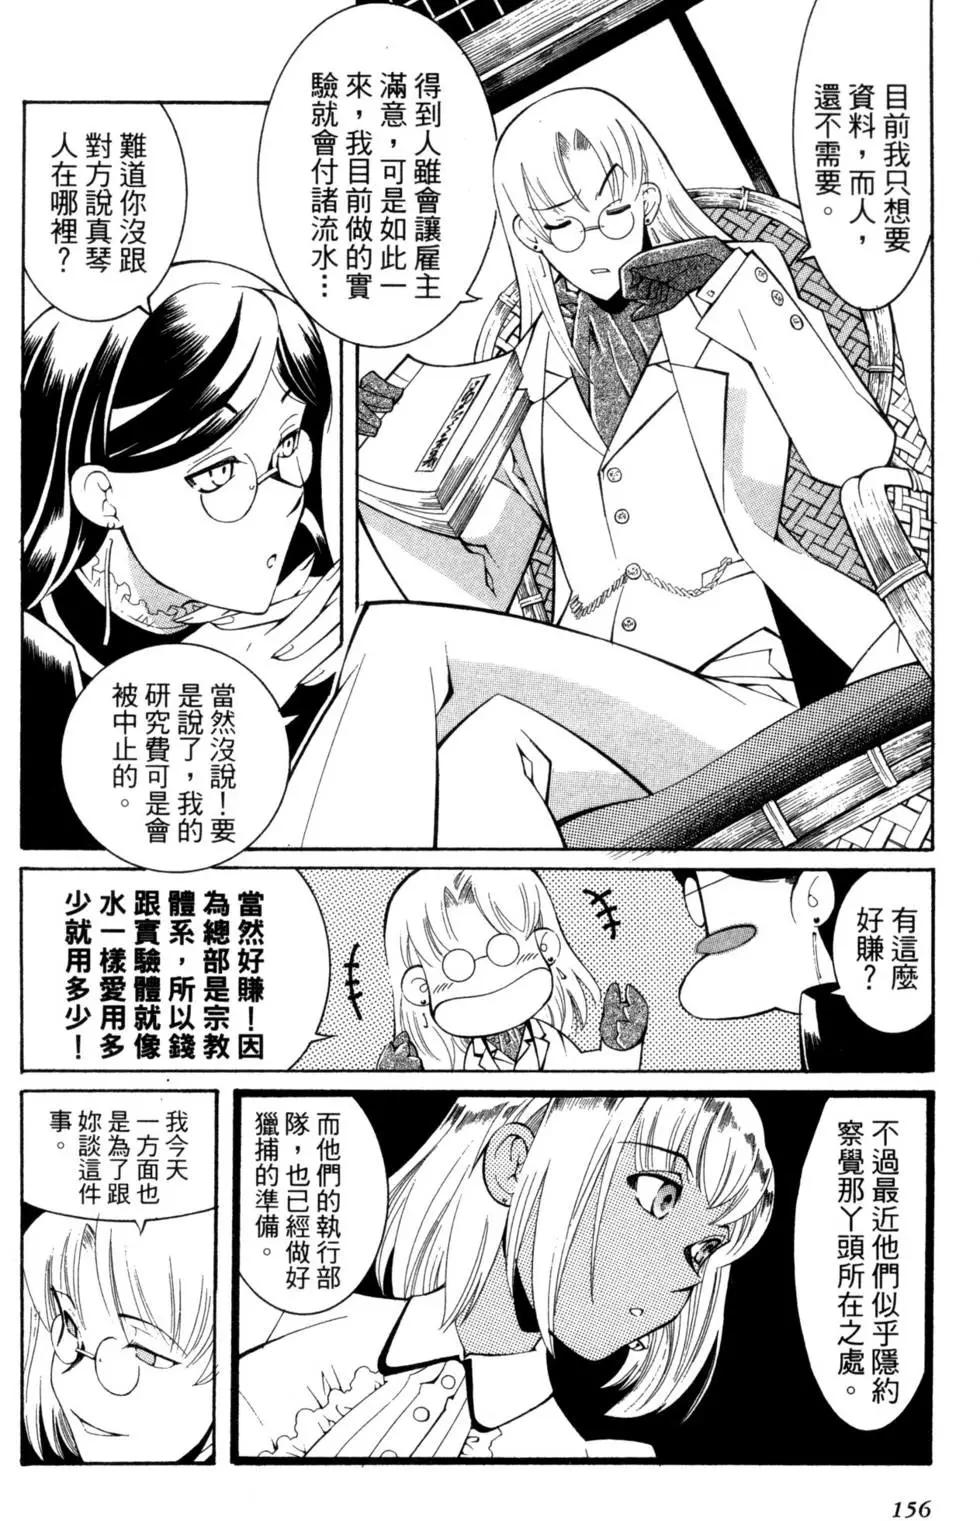 目前我只想要
資料，而人，
還不需要。
得到人雖會讓雇主
滿意，可是如此一
來，我目前做的實
驗就會付諸流水…
難道你沒跟
對方說真琴
人在哪裡？
當然沒說！要
是說了，我的
研究費可是會
被中止的。
有這麼
好賺？
當然好賺！因
為總部是宗教
體系，所以錢
跟實驗體就像
水一樣愛用多
少就用多少！
不過最近他們似乎隱約
察覺那丫頭所在之處。
而他們的執行部
隊，也已經做好
獵捕的準備。
我今天
一方面也
是為了跟
妳談這件
事。
156